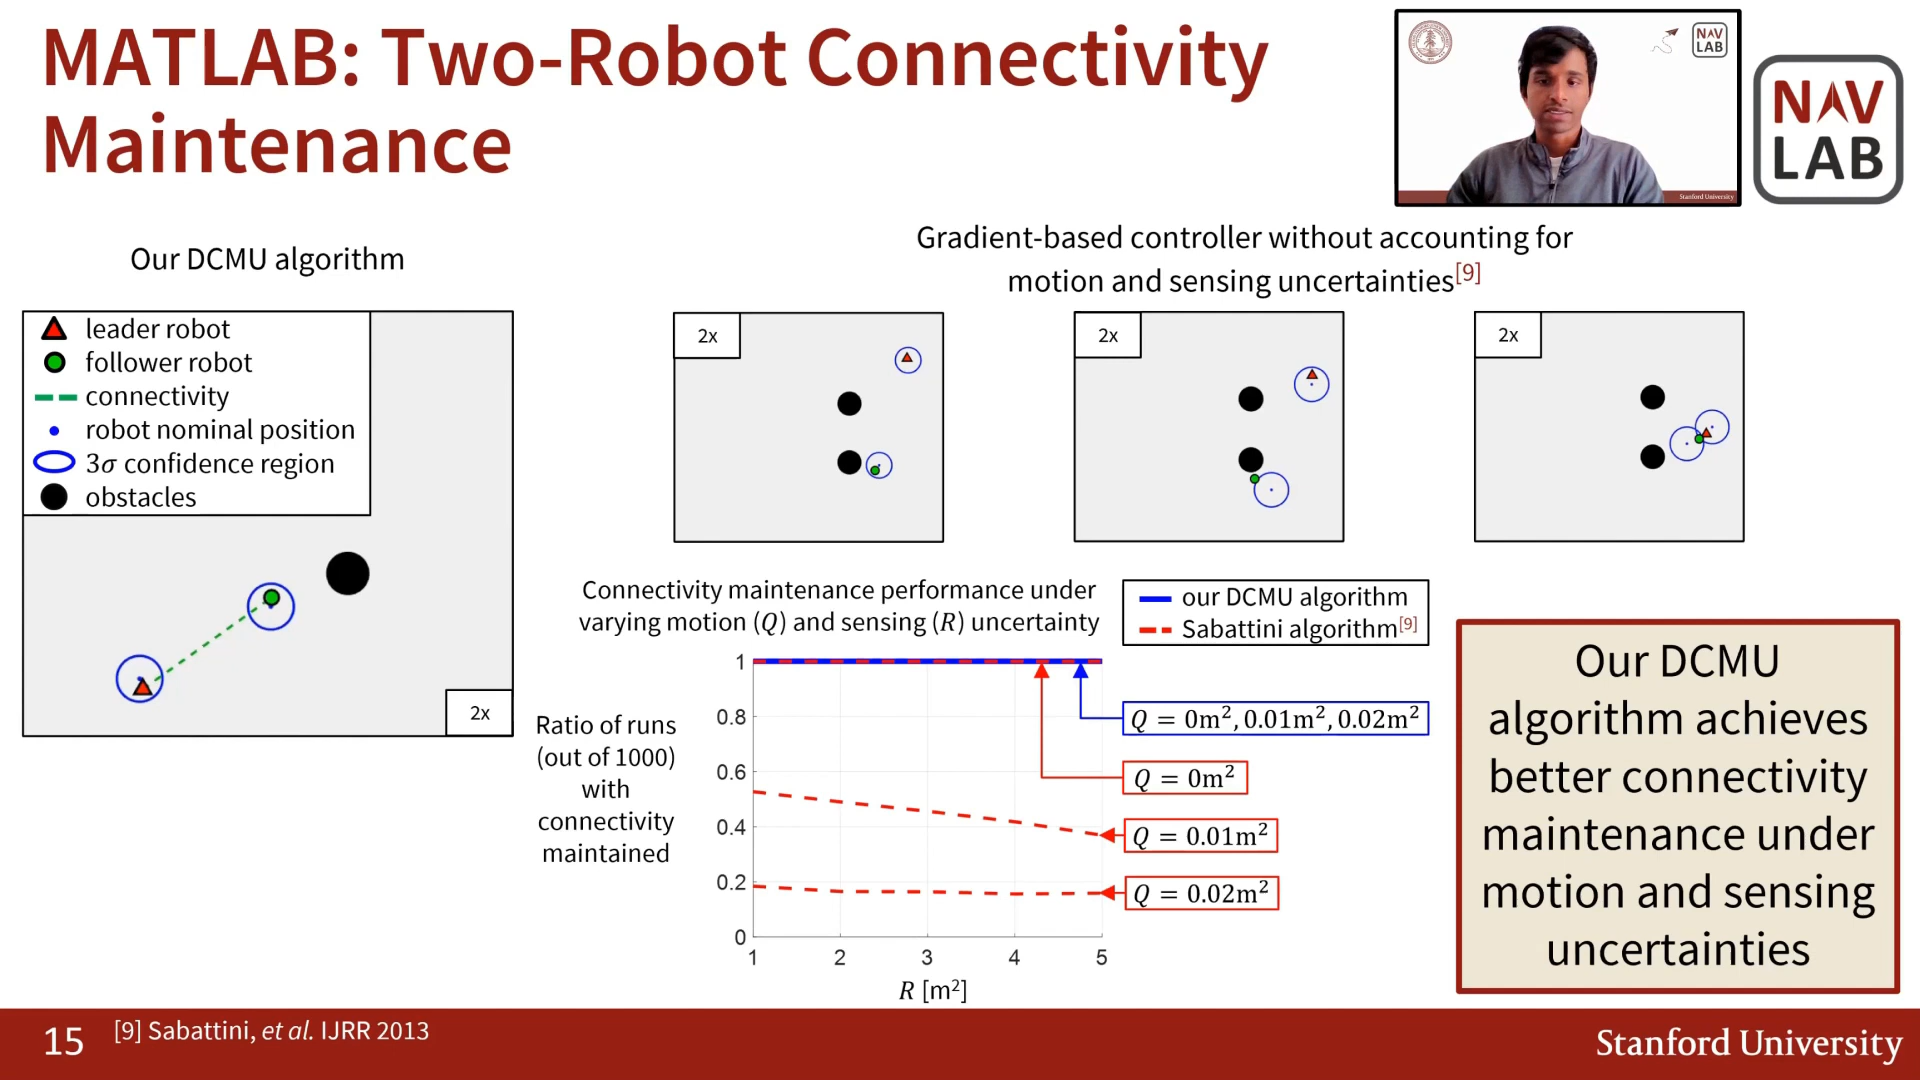 MATLAB: Two-Robot Connectivity
Maintenance
NAV
LAB
Stanford University
NAV
LAB
Our DCMU algorithm
Gradient-based controller without accounting for
motion and sensing uncertainties[9]
leader robot
follower robot
connectivity
robot nominal position
3σ confidence region
obstacles
2x
2x
2x
2x
Connectivity maintenance performance under
varying motion (Q) and sensing (R) uncertainty
our DCMU algorithm
Sabattini algorithm[9]
Ratio of runs
(out of 1000)
with
connectivity
maintained
1
0.8
0.6
0.4
0.2
0
1 2 3 4 5
R [m²]
Q = 0m², 0.01m², 0.02m²
Q = 0m²
Q = 0.01m²
Q = 0.02m²
Our DCMU
algorithm achieves
better connectivity
maintenance under
motion and sensing
uncertainties
15
[9] Sabattini, et al. IJRR 2013
Stanford University